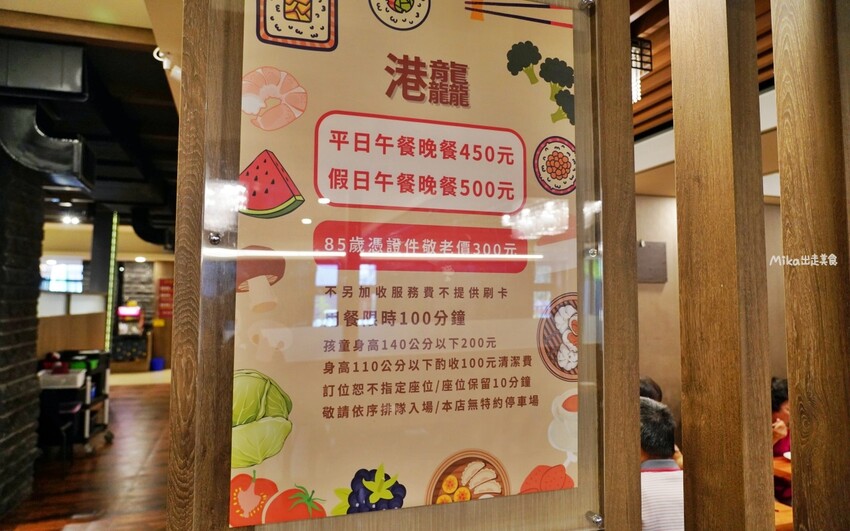 港龘
平日午餐晚餐450元
假日午餐晚餐500元
85歲憑證件敬老價300元
不另加收服務費不提供刷卡
用餐限時100分鐘
孩童身高140公分以下200元
身高110公分以下酌收100元清潔費
訂位恕不指定座位/座位保留10分鐘
敬請依序排隊入場/本店無特約停車場
Mika出走美食